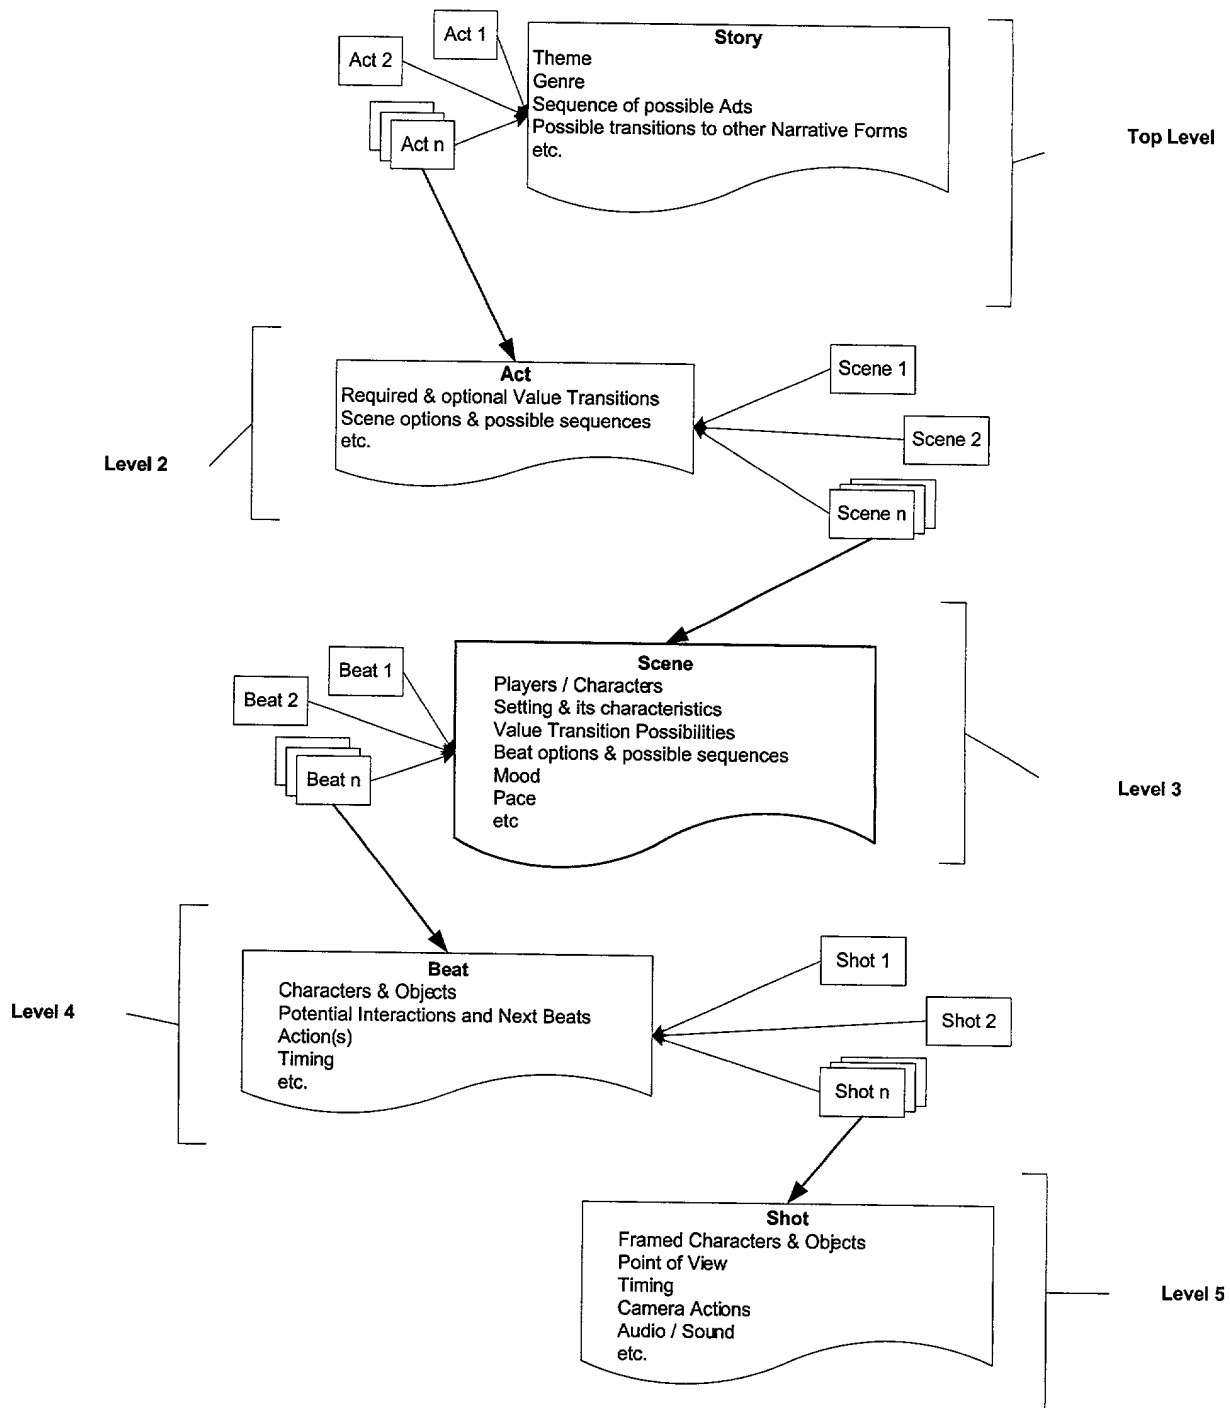 Act 1
Act 2
Act n
Story
Theme
Genre
Sequence of possible Acts
Possible transitions to other Narrative Forms
etc.
Top Level
Act
Required & optional Value Transitions
Scene options & possible sequences
etc.
Scene 1
Scene 2
Scene n
Level 2
Beat 1
Beat 2
Beat n
Scene
Players / Characters
Setting & its characteristics
Value Transition Possibilities
Beat options & possible sequences
Mood
Pace
etc
Level 3
Beat
Characters & Objects
Potential Interactions and Next Beats
Action(s)
Timing
etc.
Shot 1
Shot 2
Shot n
Level 4
Shot
Framed Characters & Objects
Point of View
Timing
Camera Actions
Audio / Sound
etc.
Level 5